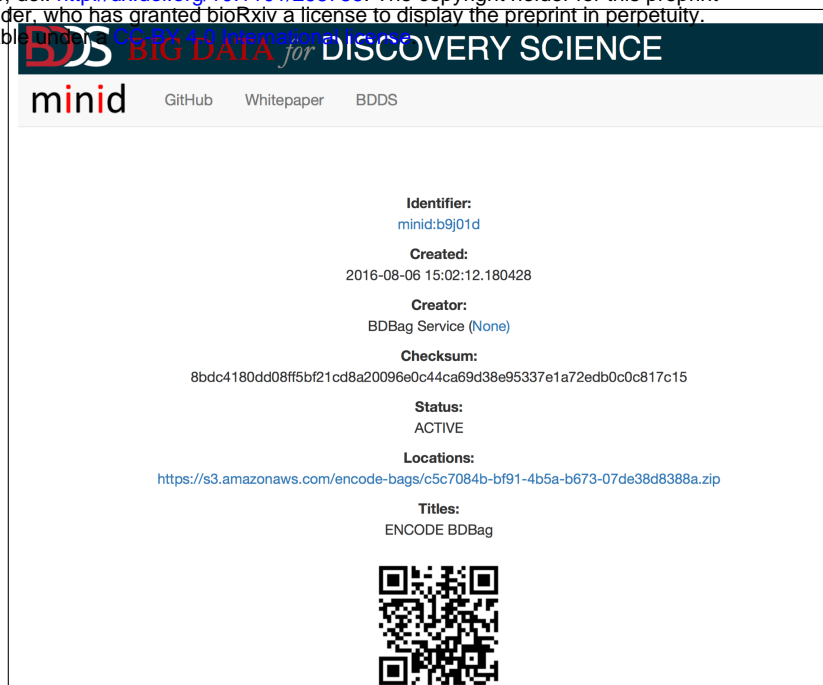 der, who has granted bioRxiv a license to display the preprint in perpetuity.
CC-BY 4.0 International license
BDDS BIG DATA for DISCOVERY SCIENCE
minid GitHub Whitepaper BDDS
Identifier:
minid:b9j01d
Created:
2016-08-06 15:02:12.180428
Creator:
BDBag Service (None)
Checksum:
8bdc4180dd08ff5bf21cd8a20096e0c44ca69d38e95337e1a72edb0c0c817c15
Status:
ACTIVE
Locations:
https://s3.amazonaws.com/encode-bags/c5c7084b-bf91-4b5a-b673-07de38d8388a.zip
Titles:
ENCODE BDBag